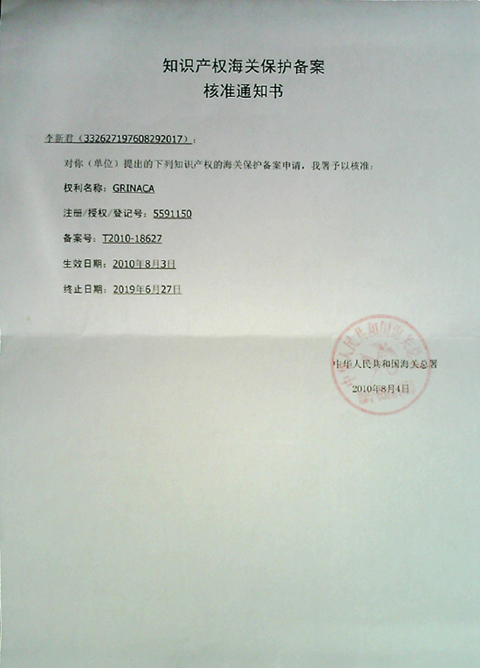 知识产权海关保护备案
核准通知书
李新君（332627197608292017）：
对你（单位）提出的下列知识产权的海关保护备案申请，我署予以核准：
权利名称：GRINACA
注册/授权/登记号：5591150
备案号：T2010-18627
生效日期：2010年8月3日
终止日期：2019年6月27日
中华人民共和国海关总署
2010年8月4日